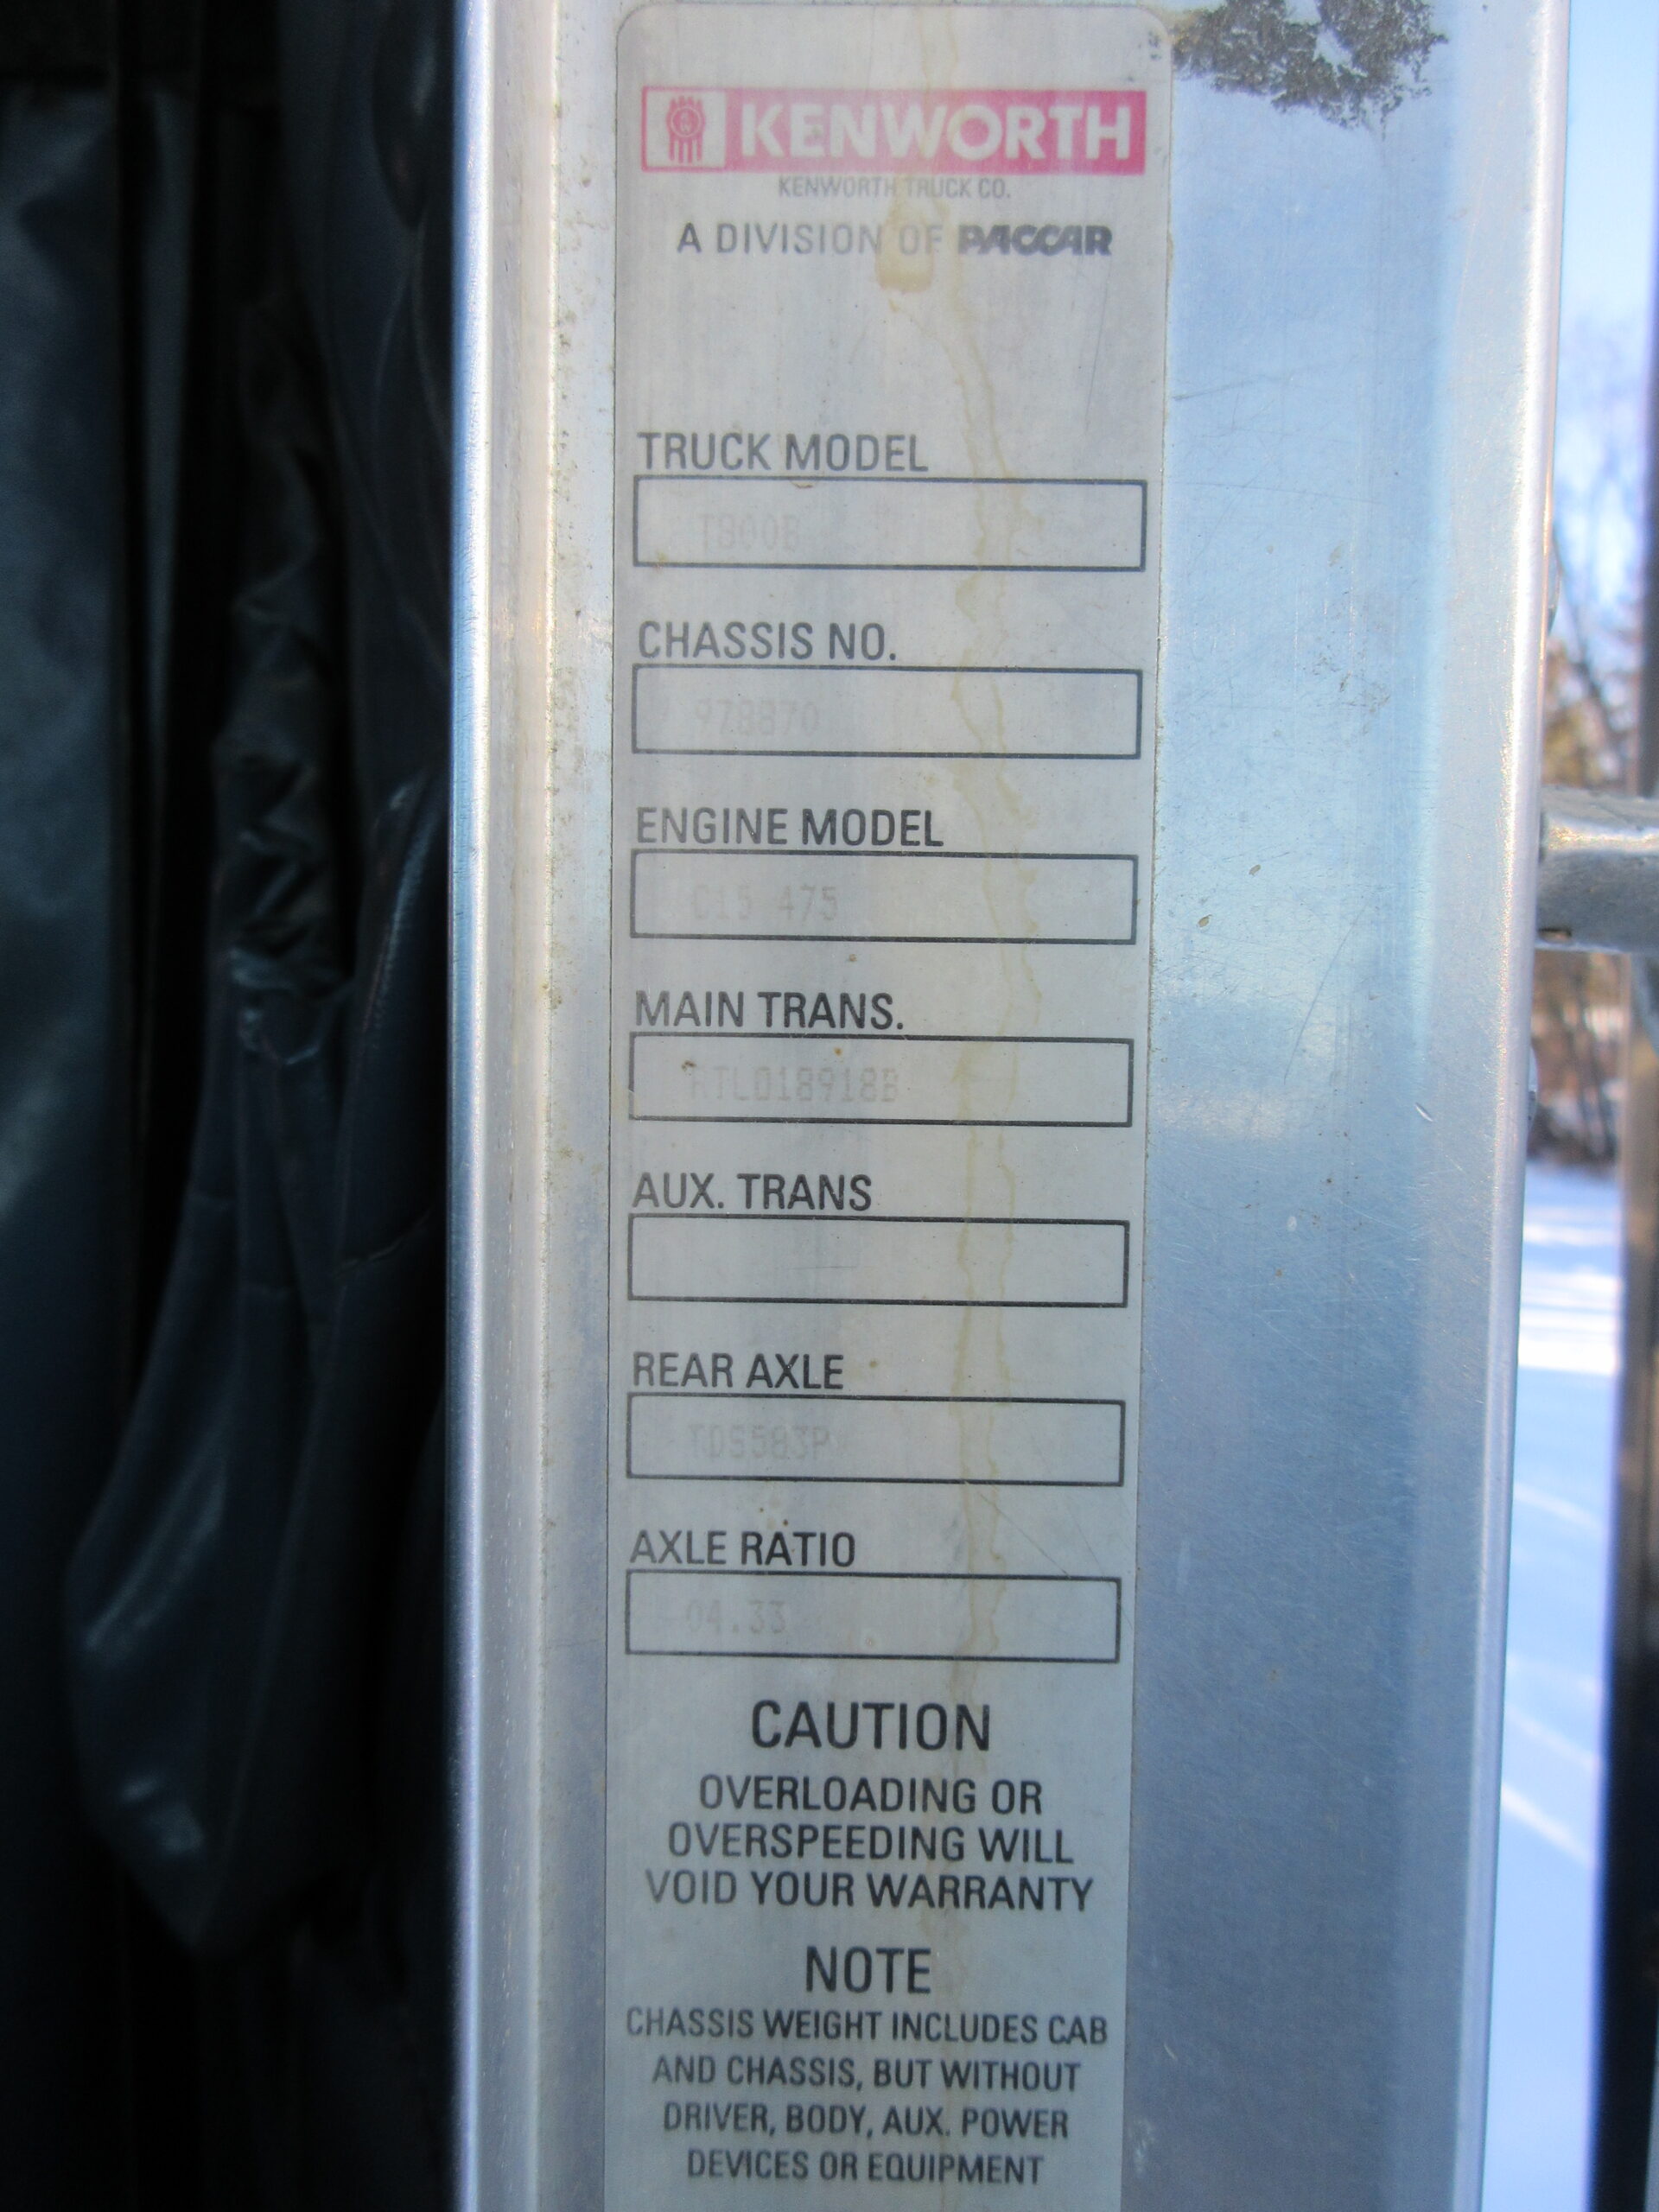 KENWORTH
KENWORTH TRUCK CO.
A DIVISION OF PACCAR
TRUCK MODEL
T800B
CHASSIS NO.
978870
ENGINE MODEL
C15 475
MAIN TRANS.
RTLO18918B
AUX. TRANS
REAR AXLE
AXLE RATIO
04.33
CAUTION
OVERLOADING OR
OVERSPEEDING WILL
VOID YOUR WARRANTY
NOTE
CHASSIS WEIGHT INCLUDES CAB
AND CHASSIS, BUT WITHOUT
DRIVER, BODY, AUX. POWER
DEVICES OR EQUIPMENT